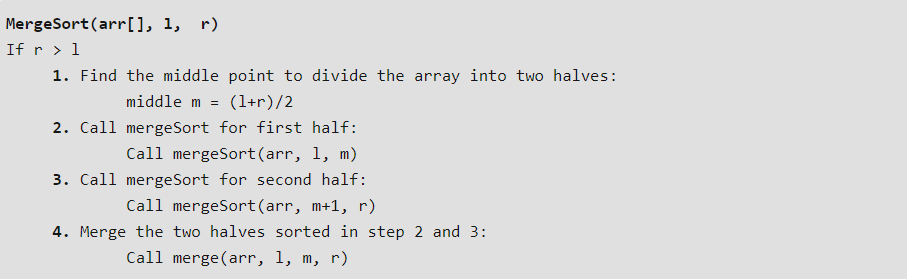 MergeSort(arr[], l,  r)
If r > l
     1. Find the middle point to divide the array into two halves:
             middle m = (l+r)/2
     2. Call mergeSort for first half:
             Call mergeSort(arr, l, m)
     3. Call mergeSort for second half:
             Call mergeSort(arr, m+1, r)
     4. Merge the two halves sorted in step 2 and 3:
             Call merge(arr, l, m, r)